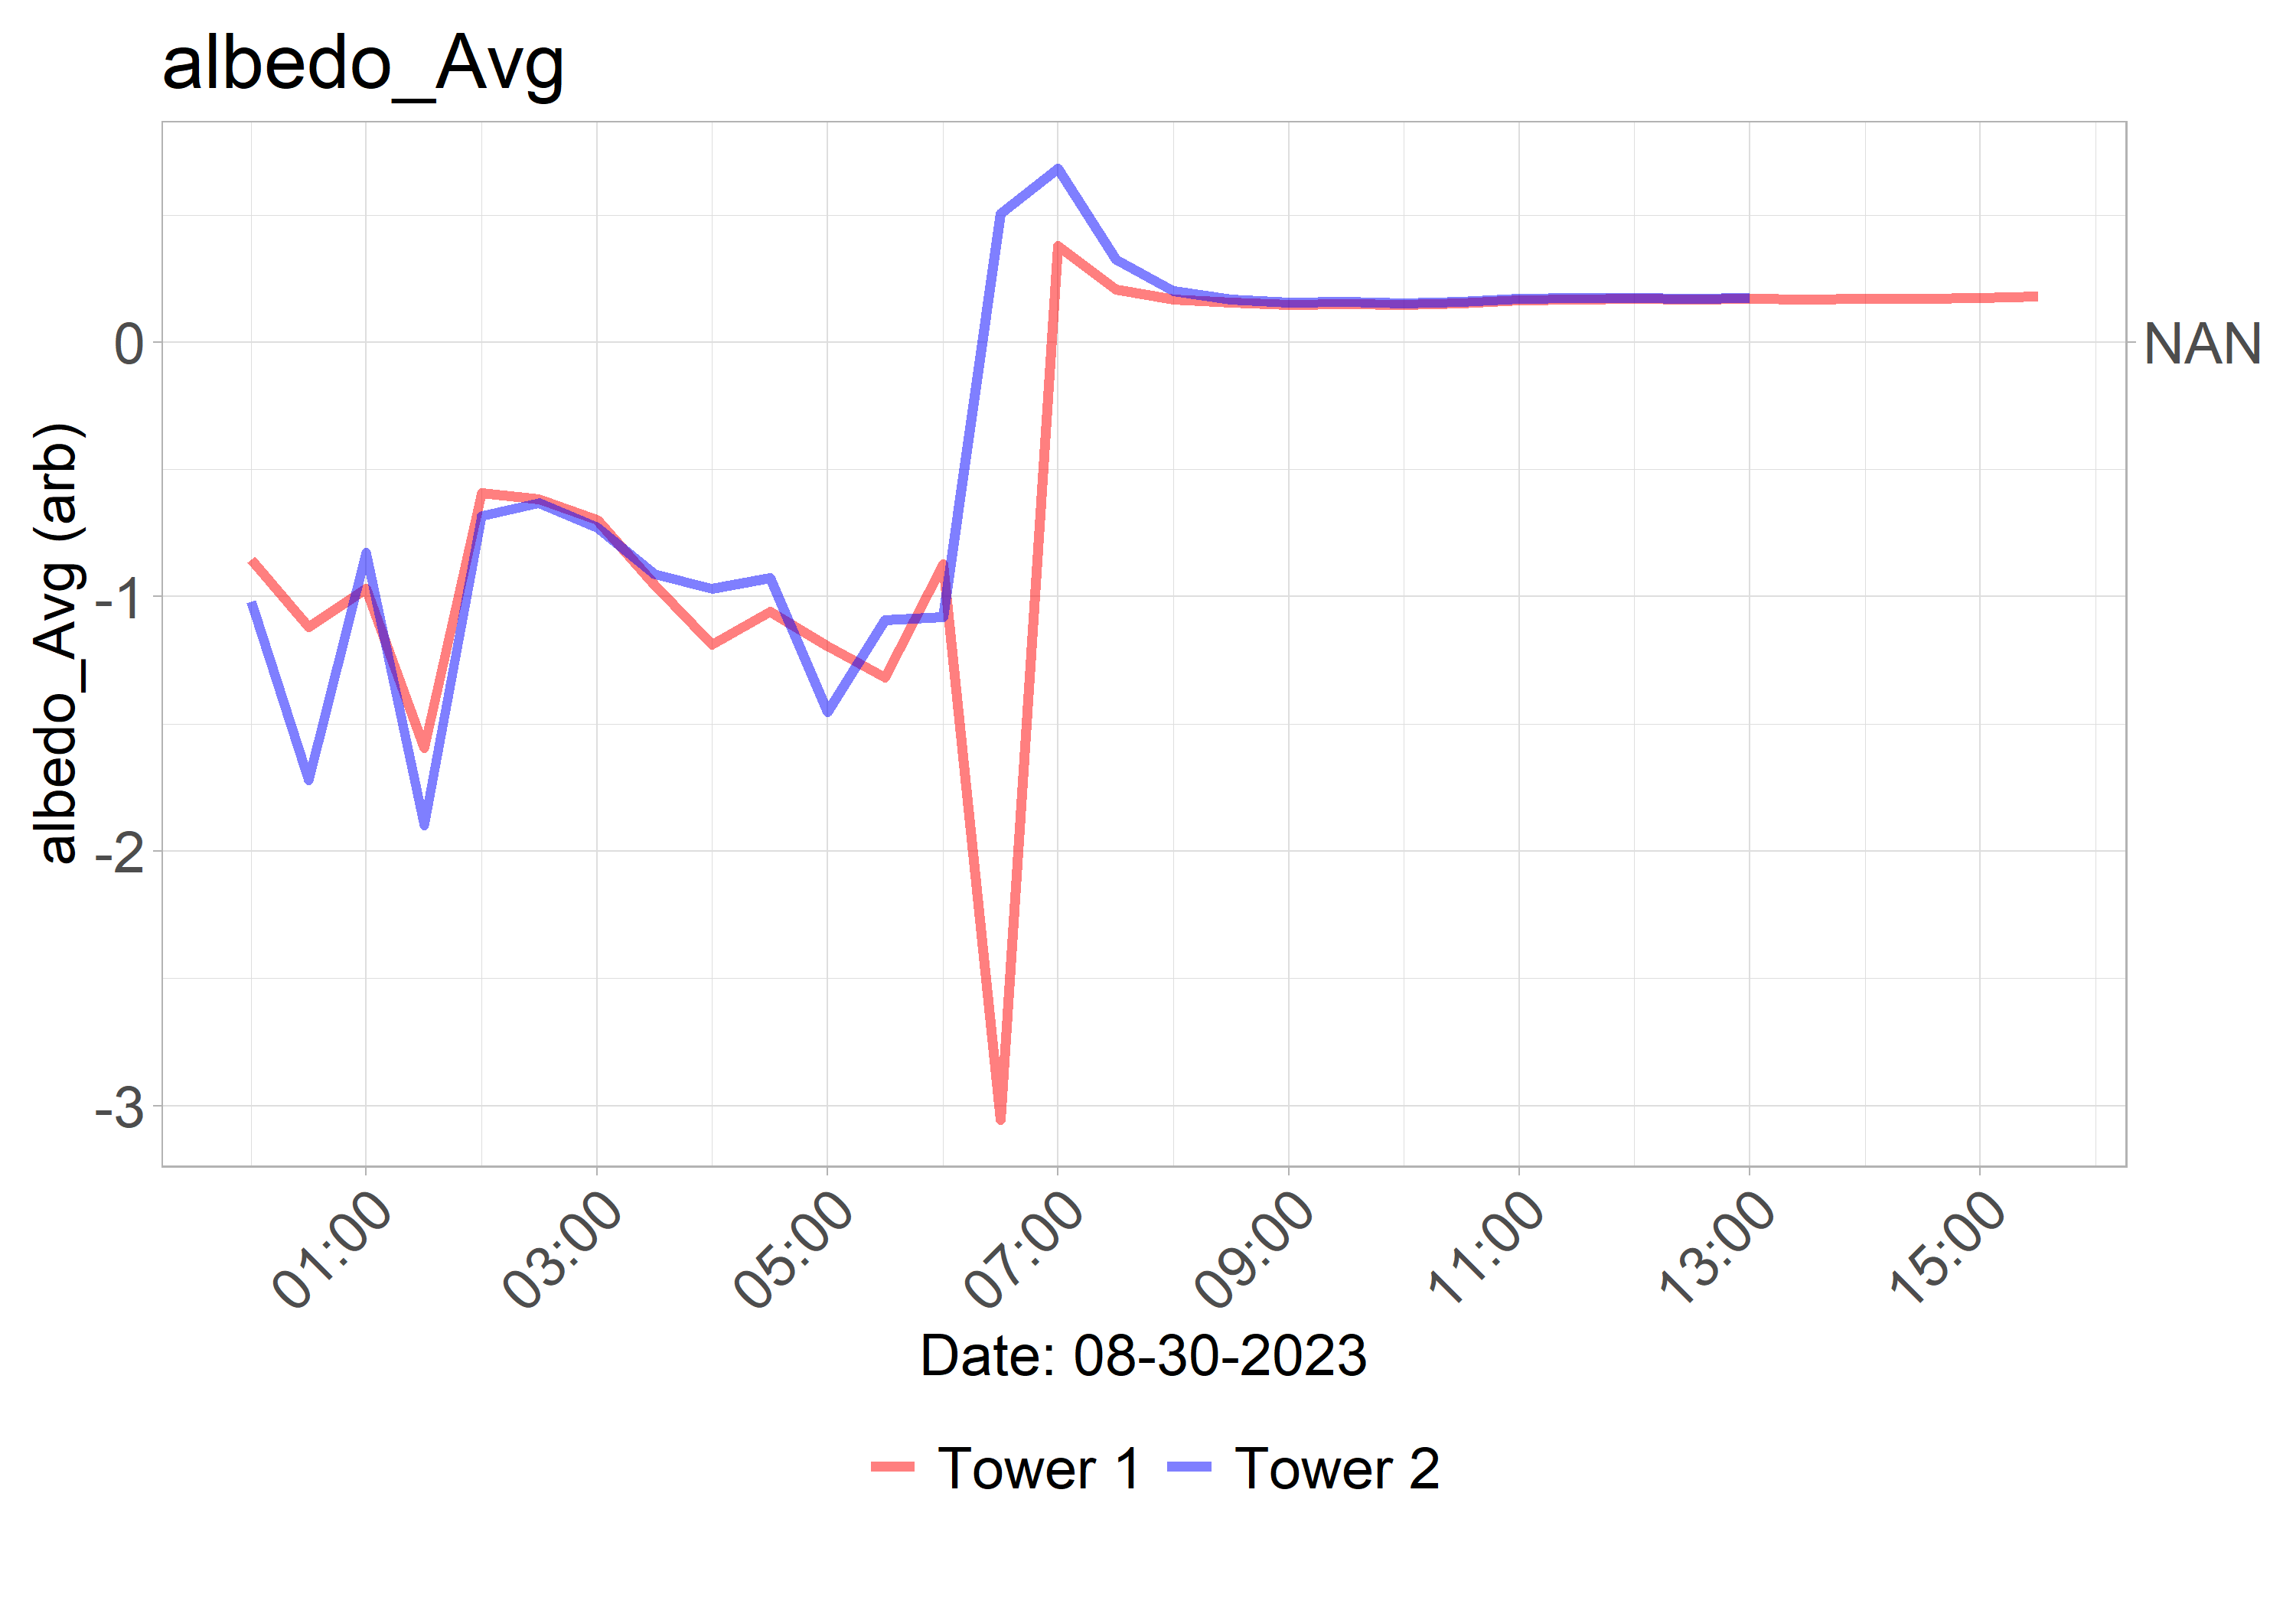 albedo_Avg
albedo_Avg (arb)
0
-1
-2
-3
NAN
01:00
03:00
05:00
07:00
09:00
11:00
13:00
15:00
Date: 08-30-2023
Tower 1
Tower 2